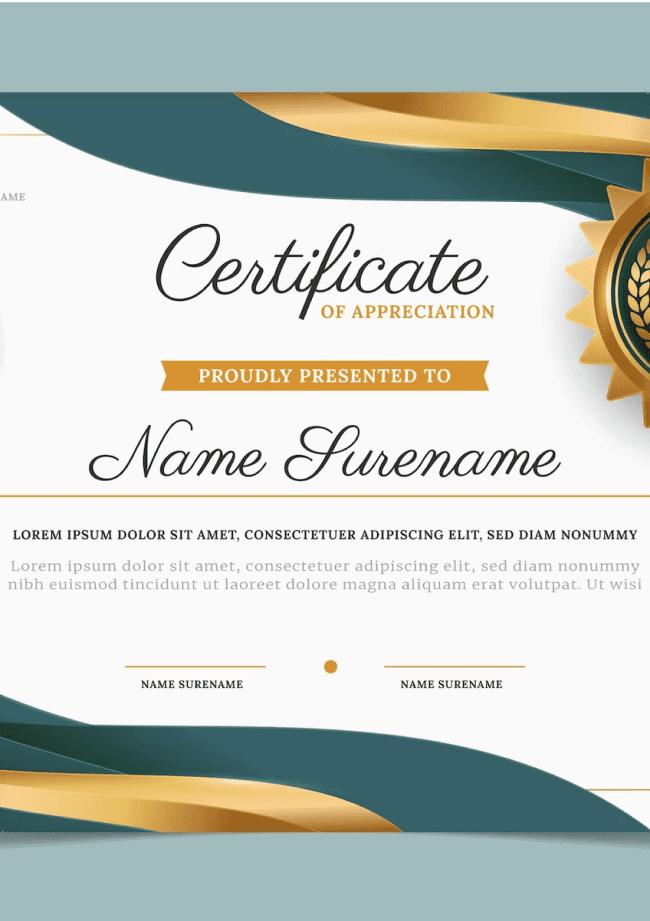 AME
Certificate
OF APPRECIATION
PROUDLY PRESENTED TO
Name Surename
LOREM IPSUM DOLOR SIT AMET, CONSECTETUER ADIPISCING ELIT, SED DIAM NONUMMY
Lorem ipsum dolor sit amet, consectetuer adipiscing elit, sed diam nonummy
nibh euismod tincidunt ut laoreet dolore magna aliquam erat volutpat. Ut wisi
NAME SURENAME
NAME SURENAME